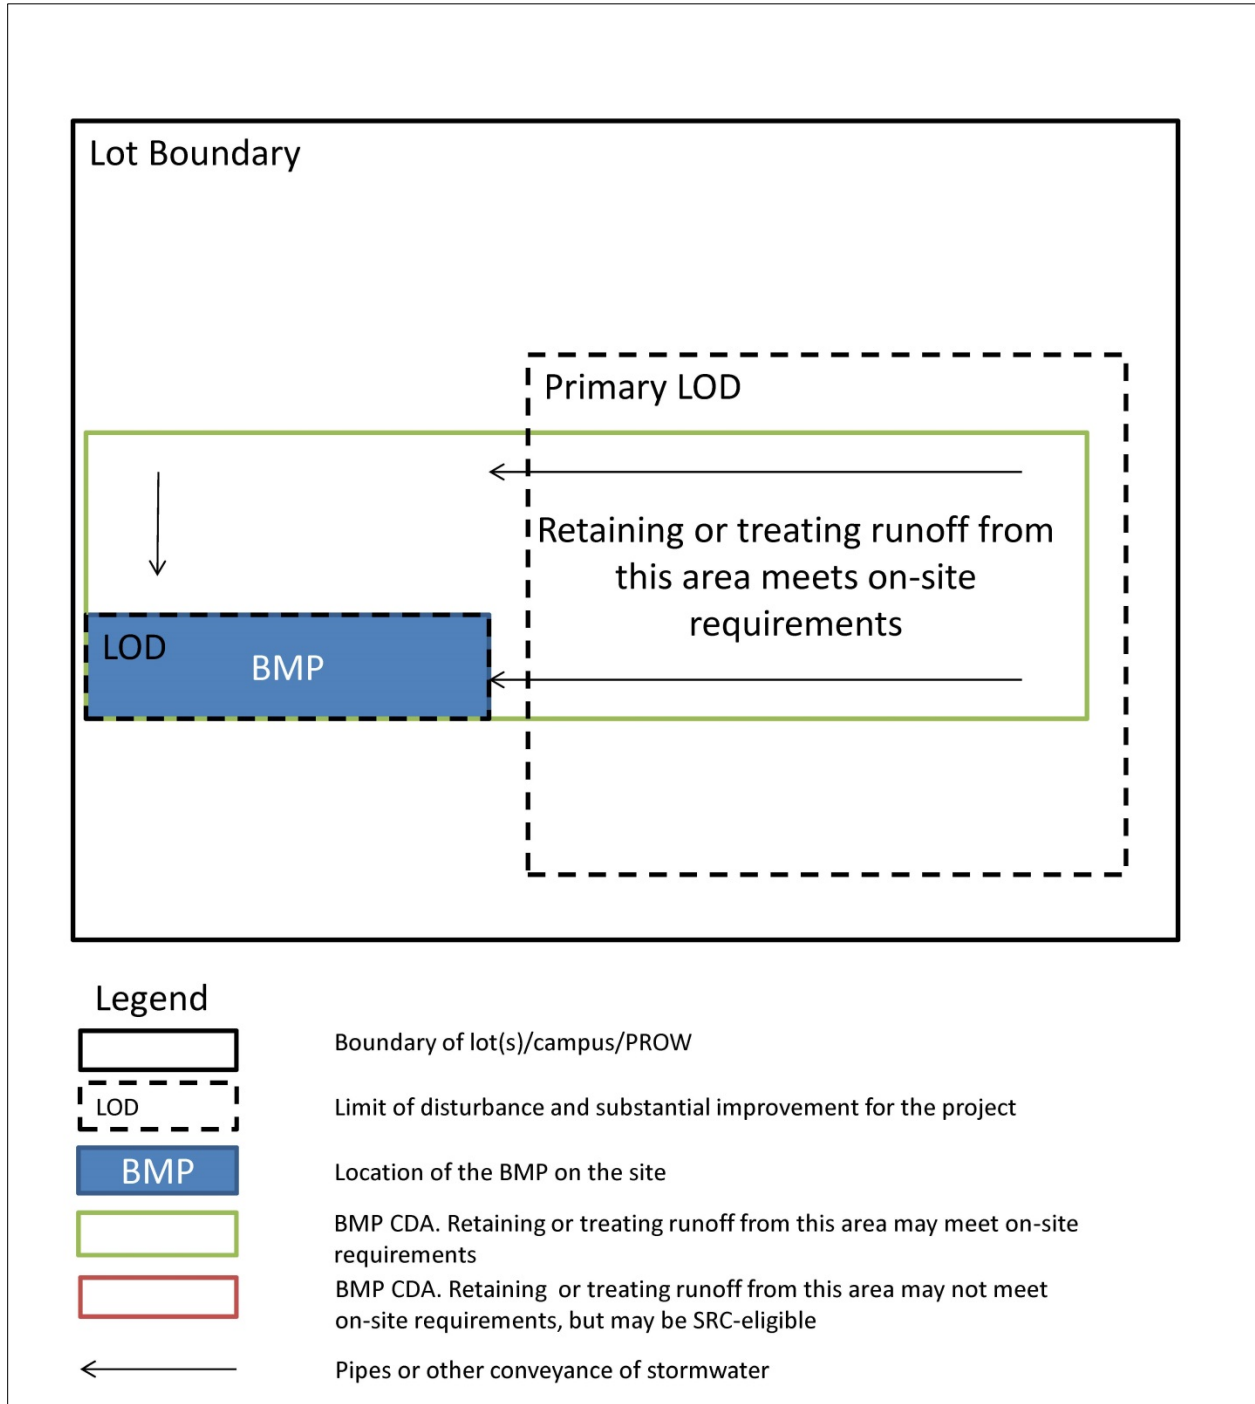 Lot Boundary
Primary LOD
Retaining or treating runoff from
this area meets on-site
requirements
LOD
BMP
Legend
Boundary of lot(s)/campus/PROW
LOD
Limit of disturbance and substantial improvement for the project
BMP
Location of the BMP on the site
BMP CDA. Retaining or treating runoff from this area may meet on-site
requirements
BMP CDA. Retaining or treating runoff from this area may not meet
on-site requirements, but may be SRC-eligible
Pipes or other conveyance of stormwater